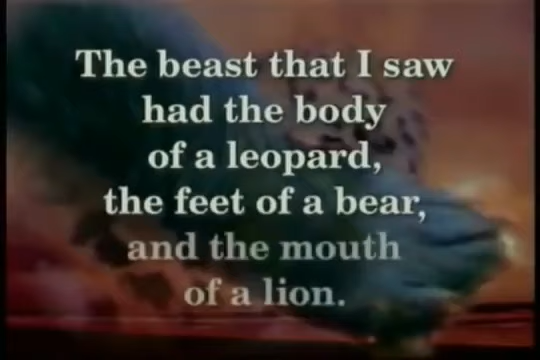 The beast that I saw
had the body
of a leopard,
the feet of a bear,
and the mouth
of a lion.